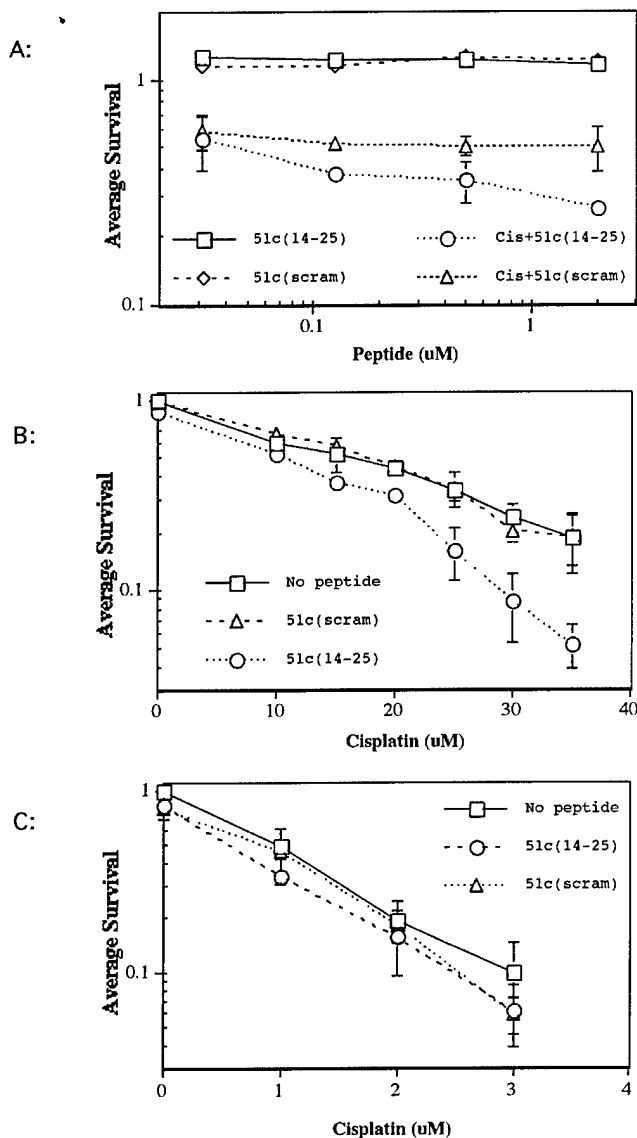 A:
Average Survival
1
0.1
51c(14-25)
51c(scram)
Cis+51c(14-25)
Cis+51c(scram)
0.1
1
Peptide (uM)
B:
Average Survival
1
0.1
No peptide
51c(scram)
51c(14-25)
0
10
20
30
40
Cisplatin (uM)
C:
Average Survival
1
0.1
No peptide
51c(14-25)
51c(scram)
0
1
2
3
4
Cisplatin (uM)